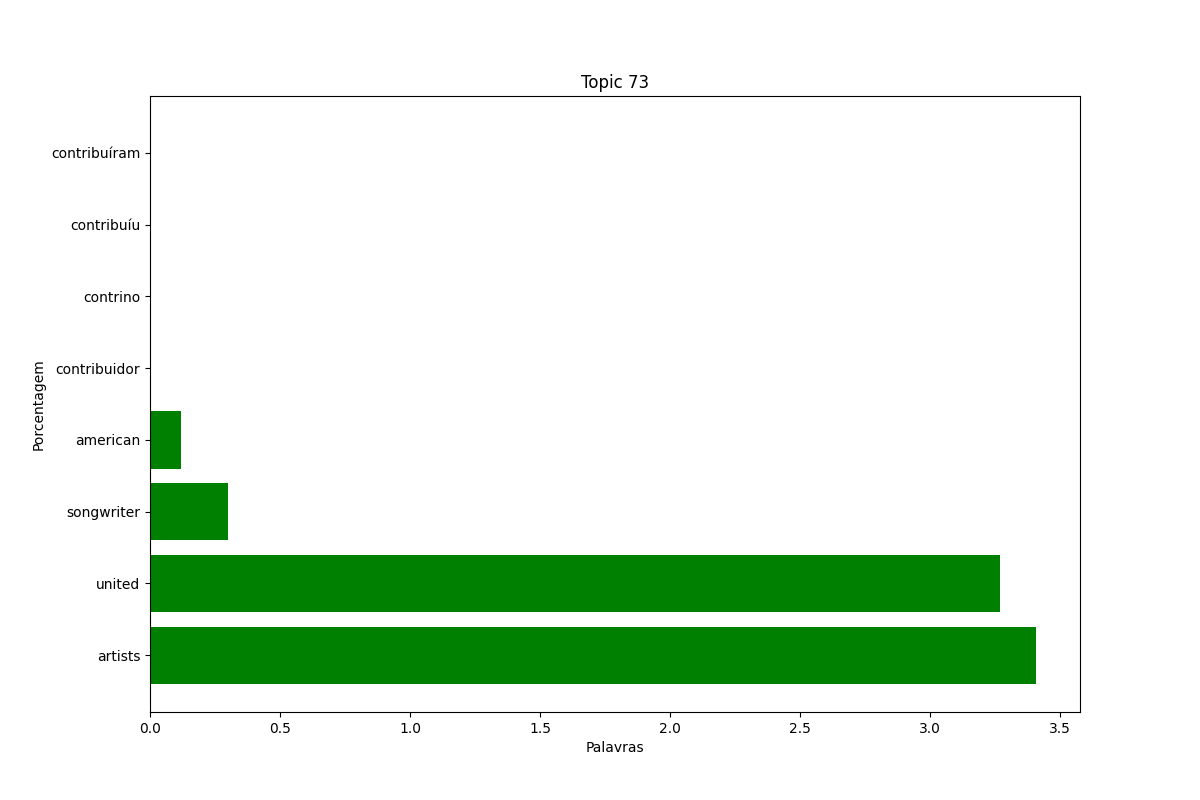 Topic 73
contribuíram
contribuíu
contrino
contribuidor
american
songwriter
united
artists
Porcentagem
0.0 0.5 1.0 1.5 2.0 2.5 3.0 3.5
Palavras